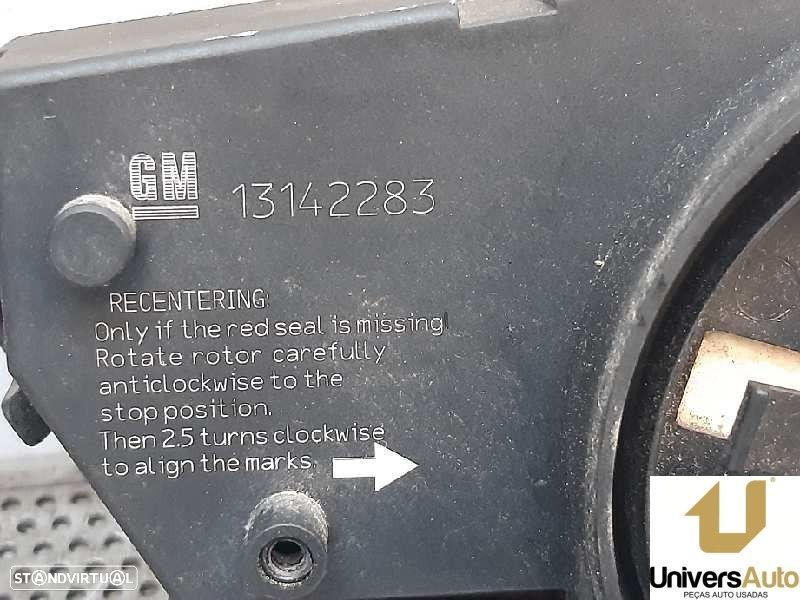 GM 13142283
RECENTERING:
Only if the red seal is missing!
Rotate rotor carefully
anticlockwise to the
stop position.
Then 2.5 turns clockwise
to align the marks.
STANDVIRTUAL
UniversAuto
PEÇAS AUTO USADAS